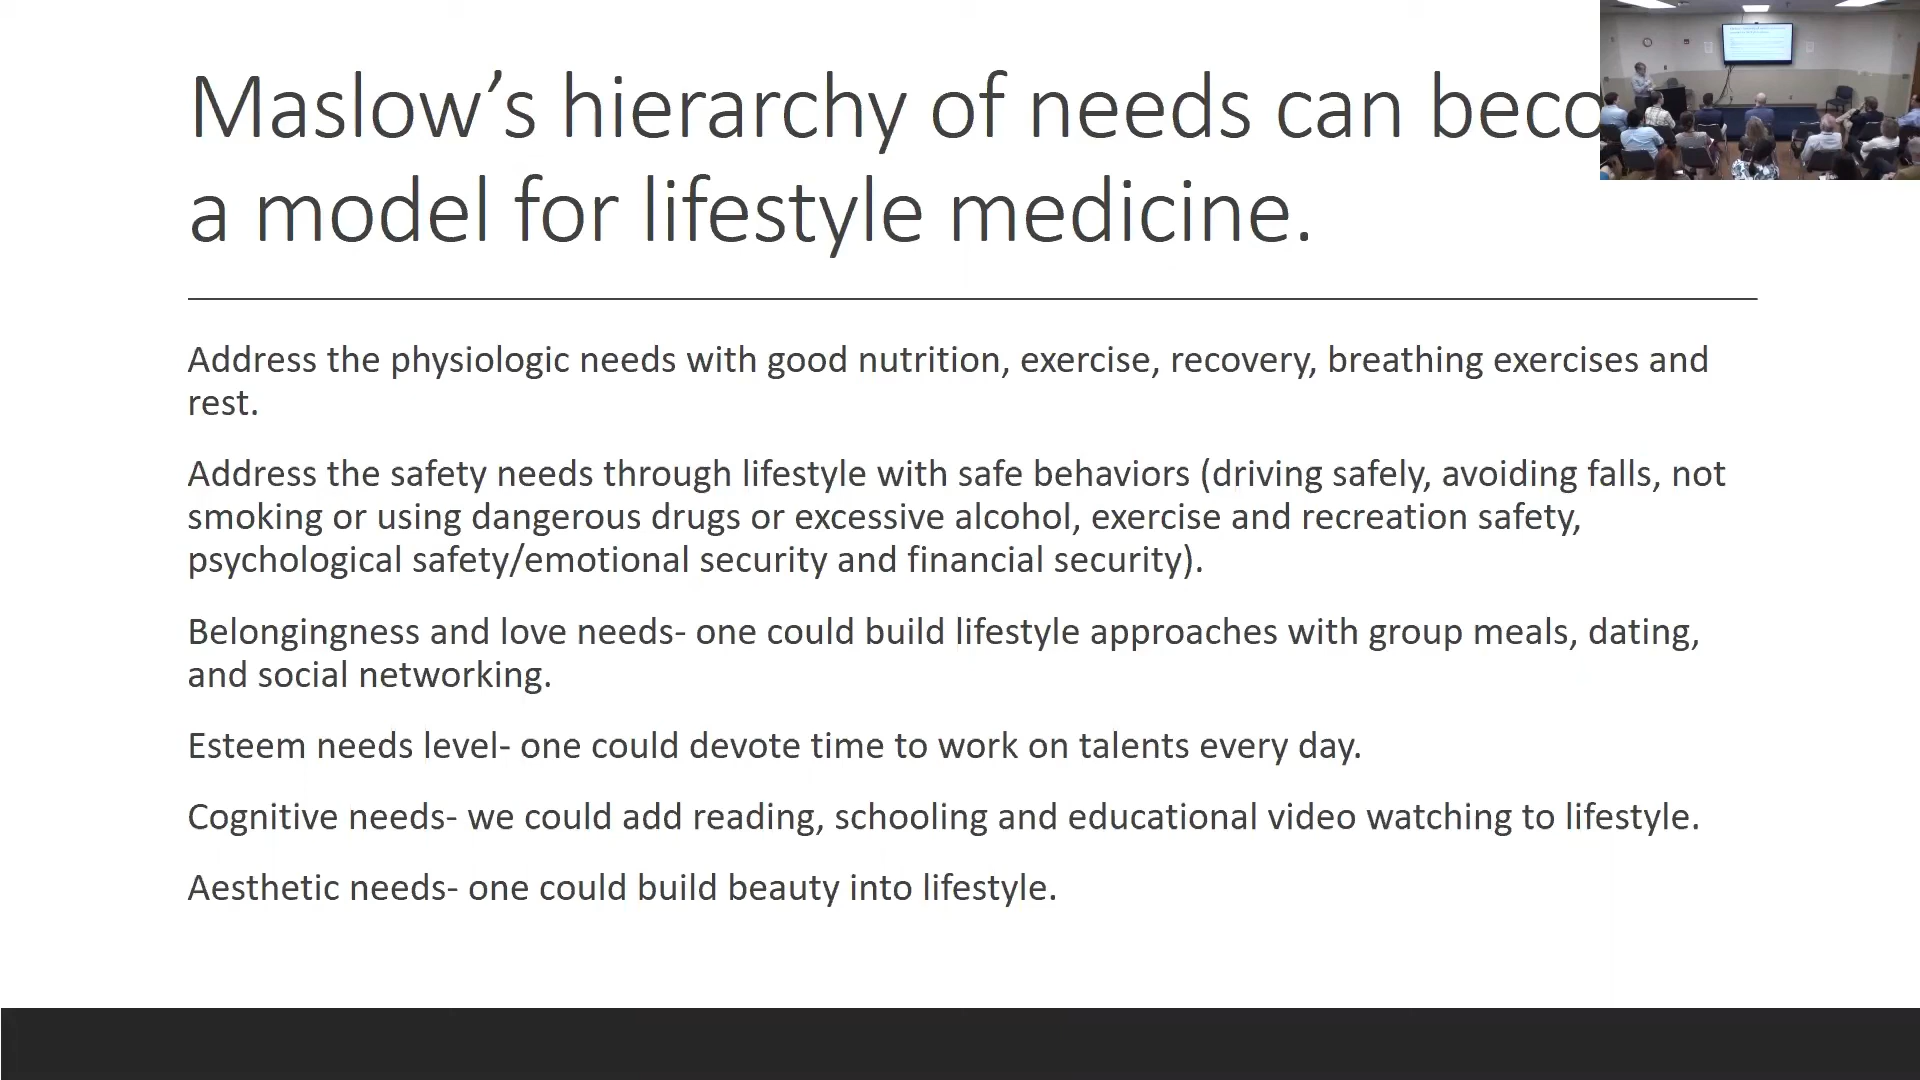 Maslow’s hierarchy of needs can
a model for lifestyle medicine.
Address the physiologic needs with good nutrition, exercise, recovery, breathing exercises and
rest.
Address the safety needs through lifestyle with safe behaviors (driving safely, avoiding falls, not
smoking or using dangerous drugs or excessive alcohol, exercise and recreation safety,
psychological safety/emotional security and financial security).
Belongingness and love needs- one could build lifestyle approaches with group meals, dating,
and social networking.
Esteem needs level- one could devote time to work on talents every day.
Cognitive needs- we could add reading, schooling and educational video watching to lifestyle.
Aesthetic needs- one could build beauty into lifestyle.